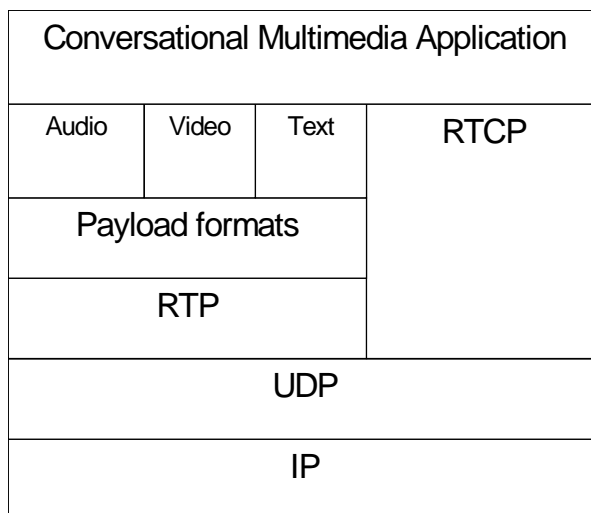 Conversational Multimedia Application
Audio
Video
Text
RTCP
Payload formats
RTP
UDP
IP